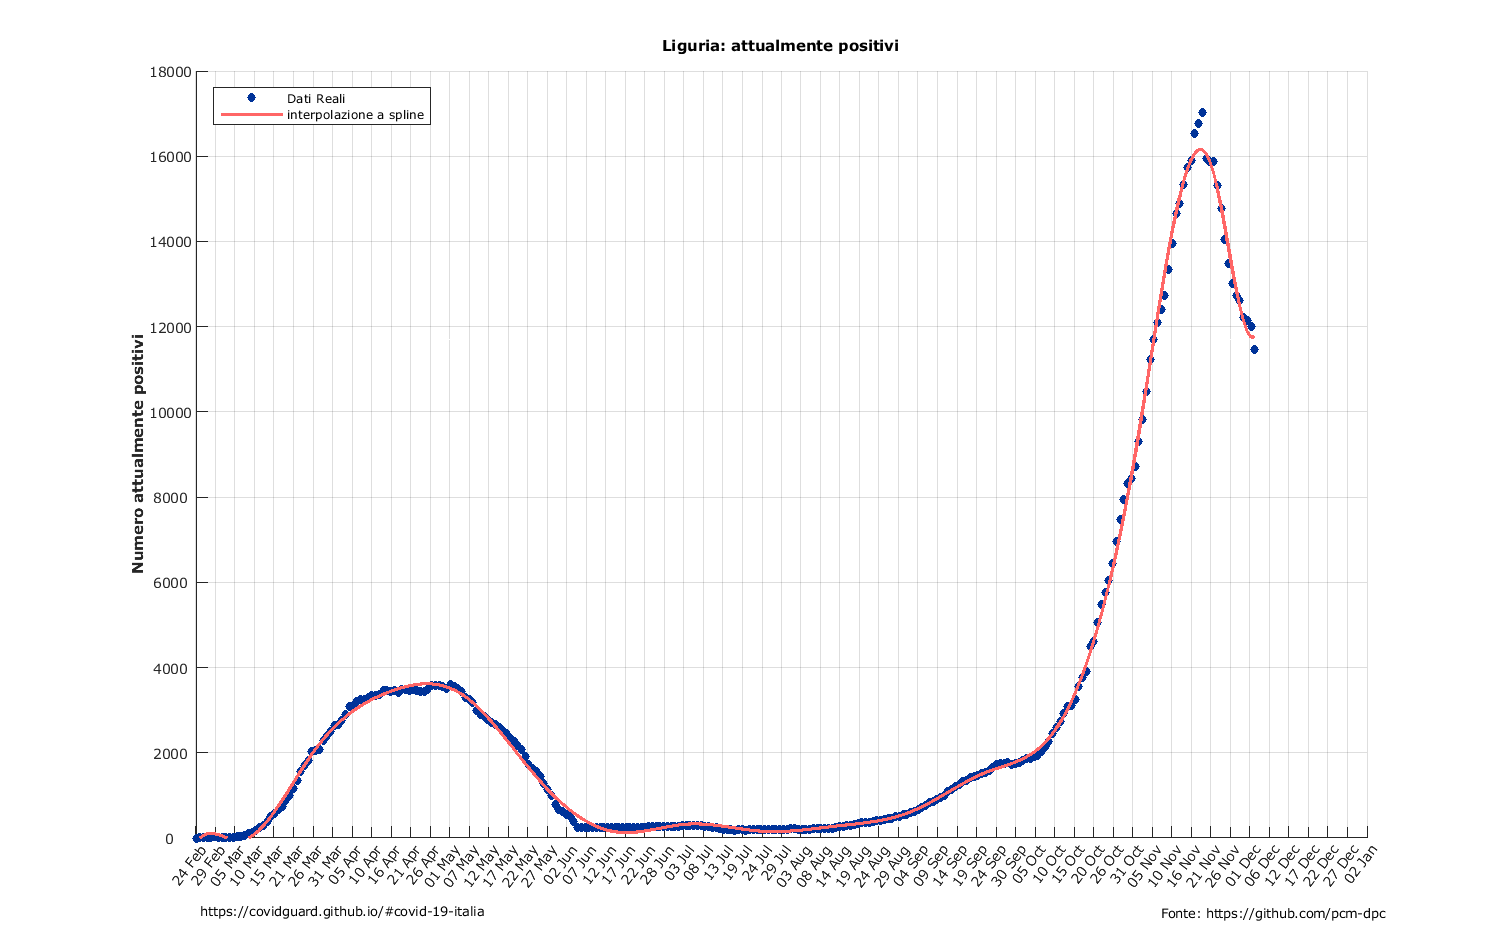 Liguria: attualmente positivi
Dati Reali
interpolazione a spline
Numero attualmente positivi
18000
16000
14000
12000
10000
8000
6000
4000
2000
0
24 Feb
29 Feb
05 Mar
10 Mar
15 Mar
21 Mar
26 Mar
31 Mar
05 Apr
10 Apr
16 Apr
21 Apr
26 Apr
01 May
07 May
12 May
17 May
22 May
27 May
02 Jun
07 Jun
12 Jun
17 Jun
22 Jun
28 Jun
03 Jul
08 Jul
13 Jul
19 Jul
24 Jul
29 Jul
03 Aug
08 Aug
14 Aug
19 Aug
24 Aug
29 Aug
04 Sep
09 Sep
14 Sep
19 Sep
24 Sep
30 Oct
05 Oct
10 Oct
15 Oct
20 Oct
26 Oct
31 Oct
05 Nov
10 Nov
16 Nov
21 Nov
26 Nov
01 Dec
06 Dec
12 Dec
17 Dec
22 Dec
27 Dec
02 Jan
https://covidguard.github.io/#covid-19-italia
Fonte: https://github.com/pcm-dpc